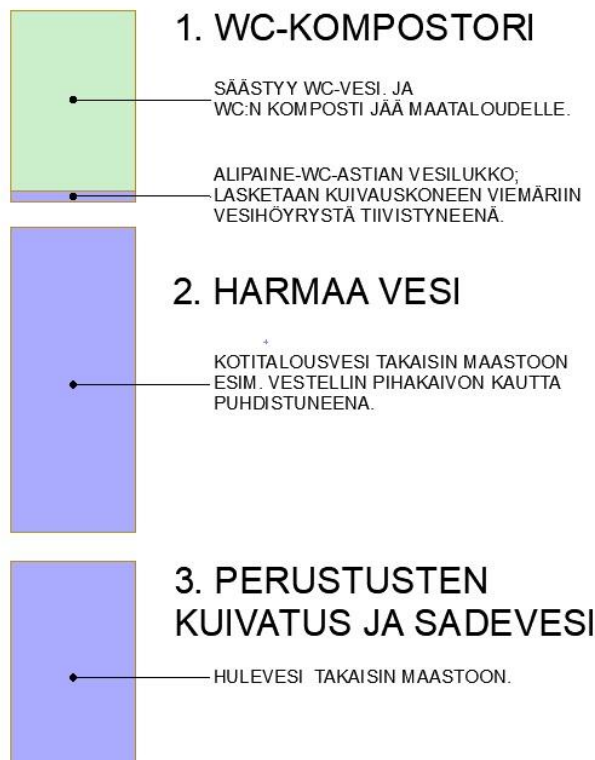 1. WC-KOMPOSTORI
SÄÄSTYY WC-VESI. JA
WC:N KOMPOSTI JÄÄ MAATALOUDELLE.
ALIPAINE-WC-ASTIAN VESILUKKO;
LASKETAAN KUIVAUSKONEEN VIEMÄRIIN
VESIHÖYRYSTÄ TIIVISTYNEENÄ.
2. HARMAA VESI
KOTITALOUSVESI TAKAISIN MAASTOON
ESIM. VESTELLIN PIHAKAIVON KAUTTA
PUHDISTUNEENA.
3. PERUSTUSTEN
KUIVATUS JA SADEVESI
HULEVESI TAKAISIN MAASTOON.